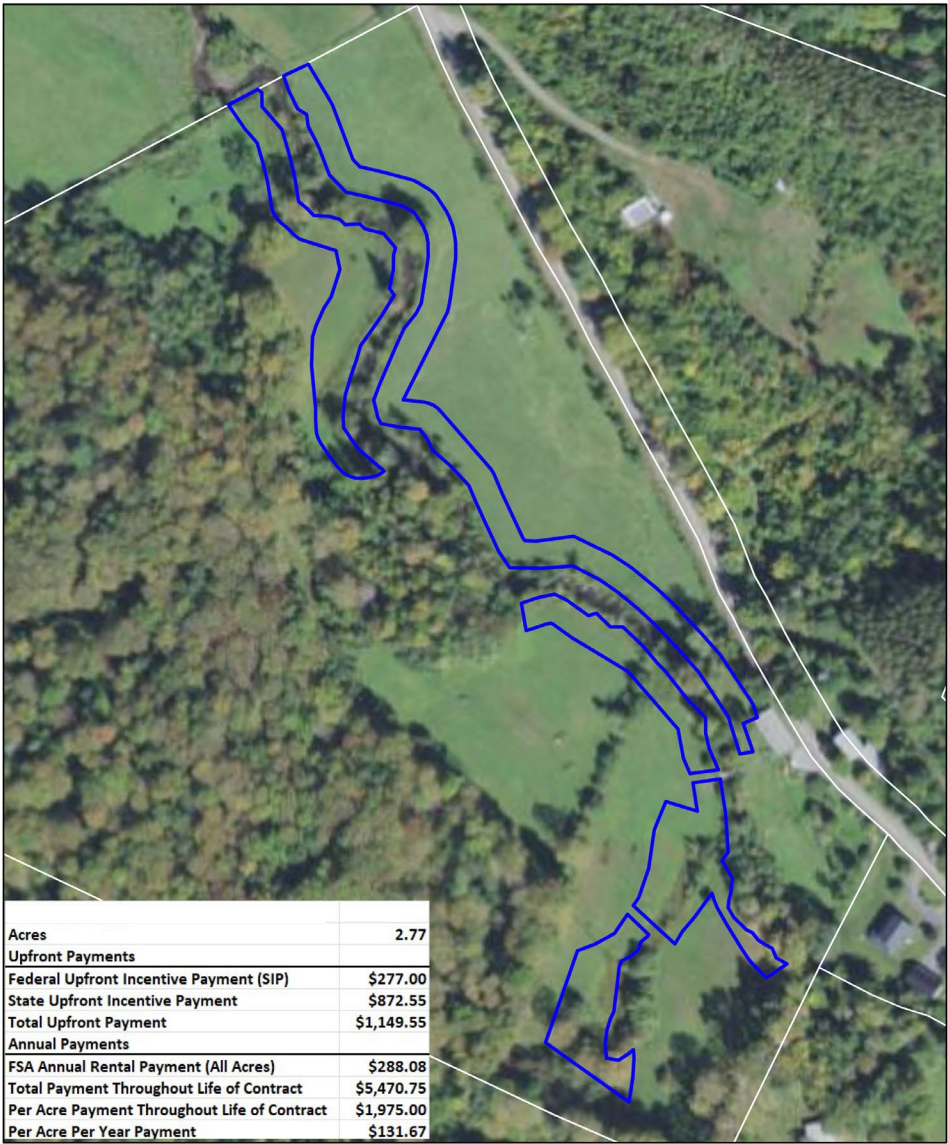 Acres 2.77
Upfront Payments
Federal Upfront Incentive Payment (SIP) $277.00
State Upfront Incentive Payment $872.55
Total Upfront Payment $1,149.55
Annual Payments
FSA Annual Rental Payment (All Acres) $288.08
Total Payment Throughout Life of Contract $5,470.75
Per Acre Payment Throughout Life of Contract $1,975.00
Per Acre Per Year Payment $131.67